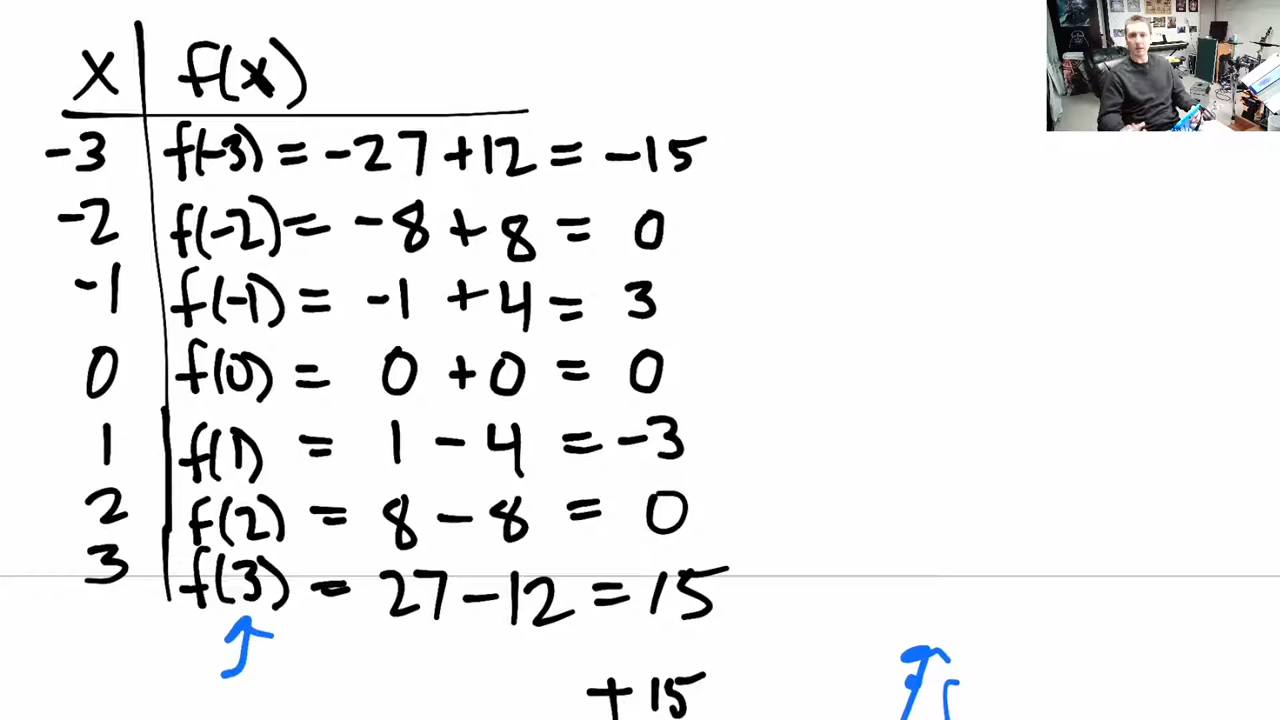 x f(x)
-3 f(-3) = -27 + 12 = -15
-2 f(-2) = -8 + 8 = 0
-1 f(-1) = -1 + 4 = 3
0 f(0) = 0 + 0 = 0
1 f(1) = 1 - 4 = -3
2 f(2) = 8 - 8 = 0
3 f(3) = 27 - 12 = 15
+ 15